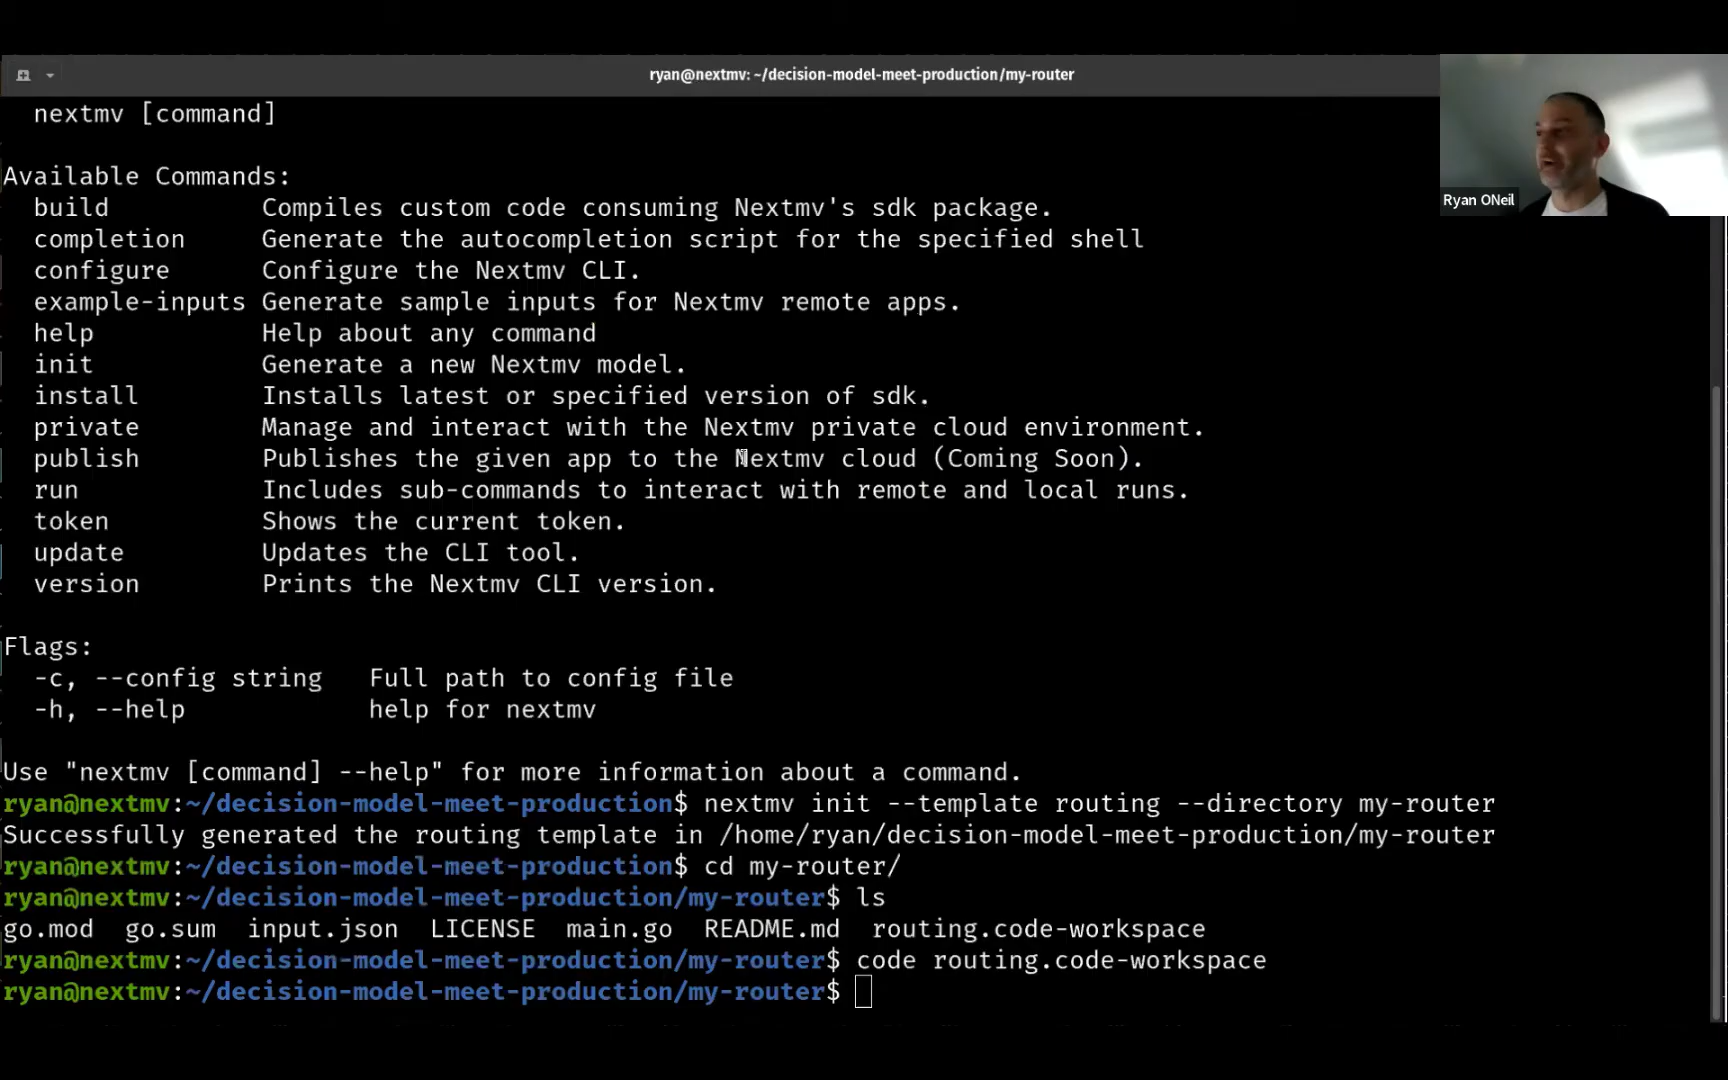 ryan@nextmv: ~/decision-model-meet-production/my-router
nextmv [command]
Available Commands:
build Compiles custom code consuming Nextmv's sdk package.
completion Generate the autocompletion script for the specified shell
configure Configure the Nextmv CLI.
example-inputs Generate sample inputs for Nextmv remote apps.
help Help about any command
init Generate a new Nextmv model.
install Installs latest or specified version of sdk.
private Manage and interact with the Nextmv private cloud environment.
publish Publishes the given app to the Nextmv cloud (Coming Soon).
run Includes sub-commands to interact with remote and local runs.
token Shows the current token.
update Updates the CLI tool.
version Prints the Nextmv CLI version.
Flags:
-c, --config string Full path to config file
-h, --help help for nextmv
Use "nextmv [command] --help" for more information about a command.
ryan@nextmv:~/decision-model-meet-production$ nextmv init --template routing --directory my-router
Successfully generated the routing template in /home/ryan/decision-model-meet-production/my-router
ryan@nextmv:~/decision-model-meet-production$ cd my-router/
ryan@nextmv:~/decision-model-meet-production/my-router$ ls
go.mod go.sum input.json LICENSE main.go README.md routing.code-workspace
ryan@nextmv:~/decision-model-meet-production/my-router$ code routing.code-workspace
ryan@nextmv:~/decision-model-meet-production/my-router$
Ryan ONeil